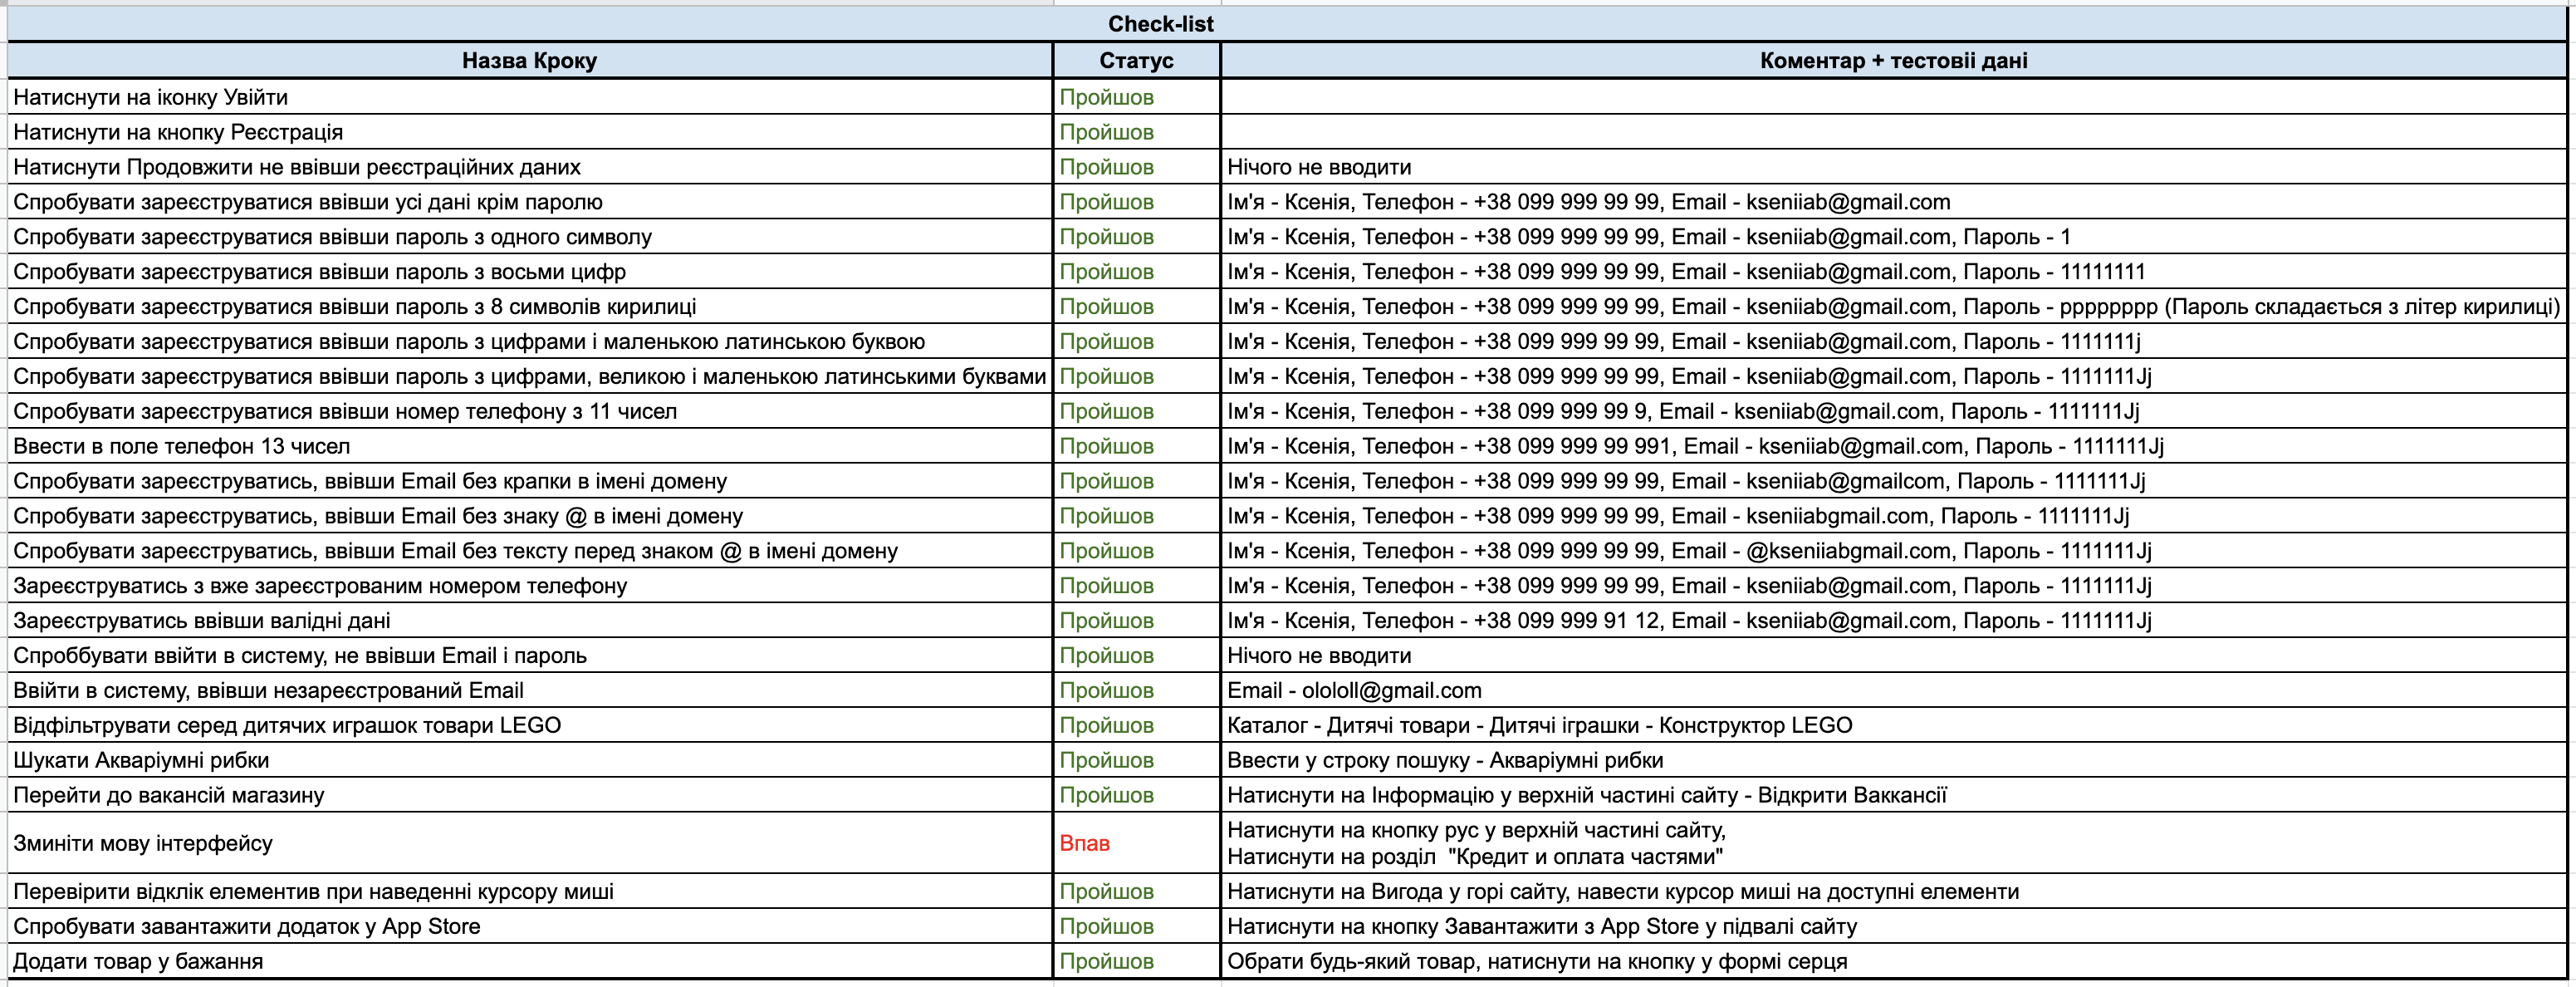 Check-list
Назва Кроку Статус Коментар + тестовіі дані
Натиснути на іконку Увійти Пройшов
Натиснути на кнопку Реєстрація Пройшов
Натиснути Продовжити не ввівши реєстраційних даних Пройшов Нічого не вводити
Спробувати зареєструватися ввівши усі дані крім паролю Пройшов Ім'я - Ксенія, Телефон - +38 099 999 99 99, Email - kseniiab@gmail.com
Спробувати зареєструватися ввівши пароль з одного символу Пройшов Ім'я - Ксенія, Телефон - +38 099 999 99 99, Email - kseniiab@gmail.com, Пароль - 1
Спробувати зареєструватися ввівши пароль з восьми цифр Пройшов Ім'я - Ксенія, Телефон - +38 099 999 99 99, Email - kseniiab@gmail.com, Пароль - 11111111
Спробувати зареєструватися ввівши пароль з 8 символів кирилиці Пройшов Ім'я - Ксенія, Телефон - +38 099 999 99 99, Email - kseniiab@gmail.com, Пароль - рррррррр (Пароль складається з літер кирилиці)
Спробувати зареєструватися ввівши пароль з цифрами і маленькою латинською буквою Пройшов Ім'я - Ксенія, Телефон - +38 099 999 99 99, Email - kseniiab@gmail.com, Пароль - 1111111j
Спробувати зареєструватися ввівши пароль з цифрами, великою і маленькою латинськими буквами Пройшов Ім'я - Ксенія, Телефон - +38 099 999 99 99, Email - kseniiab@gmail.com, Пароль - 1111111Jj
Спробувати зареєструватися ввівши номер телефону з 11 чисел Пройшов Ім'я - Ксенія, Телефон - +38 099 999 99 9, Email - kseniiab@gmail.com, Пароль - 1111111Jj
Ввести в поле телефон 13 чисел Пройшов Ім'я - Ксенія, Телефон - +38 099 999 99 991, Email - kseniiab@gmail.com, Пароль - 1111111Jj
Спробувати зареєструватись, ввівши Email без крапки в імені домену Пройшов Ім'я - Ксенія, Телефон - +38 099 999 99 99, Email - kseniiab@gmailcom, Пароль - 1111111Jj
Спробувати зареєструватись, ввівши Email без знаку @ в імені домену Пройшов Ім'я - Ксенія, Телефон - +38 099 999 99 99, Email - kseniiabgmail.com, Пароль - 1111111Jj
Спробувати зареєструватись, ввівши Email без тексту перед знаком @ в імені домену Пройшов Ім'я - Ксенія, Телефон - +38 099 999 99 99, Email - @kseniiabgmail.com, Пароль - 1111111Jj
Зареєструватись з вже зареєстрованим номером телефону Пройшов Ім'я - Ксенія, Телефон - +38 099 999 99 99, Email - kseniiab@gmail.com, Пароль - 1111111Jj
Зареєструватись ввівши валідні дані Пройшов Ім'я - Ксенія, Телефон - +38 099 999 91 12, Email - kseniiab@gmail.com, Пароль - 1111111Jj
Спроббувати ввійти в систему, не ввівши Email і пароль Пройшов Нічого не вводити
Ввійти в систему, ввівши незареєстрований Email Пройшов Email - olololl@gmail.com
Відфільтрувати серед дитячих играшок товари LEGO Пройшов Каталог - Дитячі товари - Дитячі іграшки - Конструктор LEGO
Шукати Акваріумні рибки Пройшов Ввести у строку пошуку - Акваріумні рибки
Перейти до вакансій магазину Пройшов Натиснути на Інформацію у верхній частині сайту - Відкрити Ваккансії
Зминіти мову інтерфейсу Впав Натиснути на кнопку рус у верхній частині сайту,
Натиснути на розділ "Кредит и оплата частями"
Перевірити відклік елементив при наведенні курсору миші Пройшов Натиснути на Вигода у горі сайту, навести курсор миші на доступні елементи
Спробувати завантажити додаток у App Store Пройшов Натиснути на кнопку Завантажити з App Store у підвалі сайту
Додати товар у бажання Пройшов Обрати будь-який товар, натиснути на кнопку у формі серця